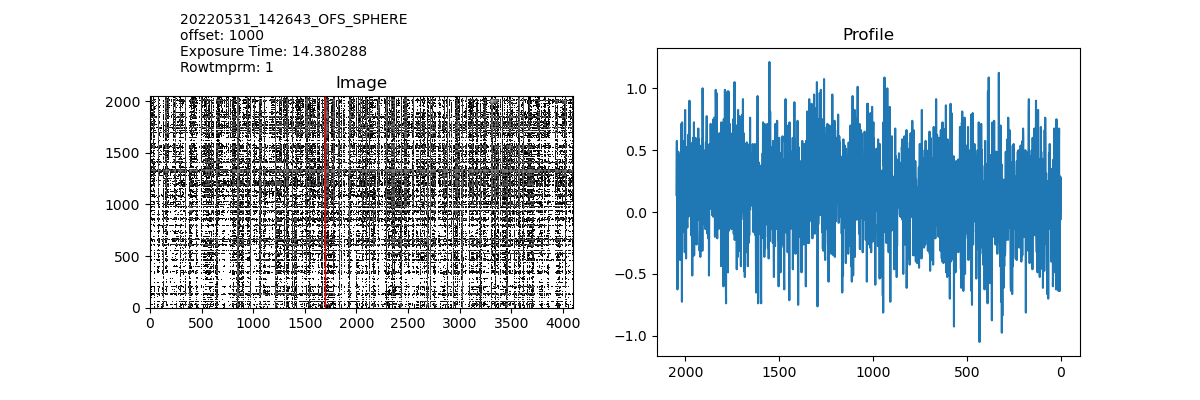 20220531_142643_OFS_SPHERE
offset: 1000
Exposure Time: 14.380288
Rowtmprm: 1
Image
2000
1500
1000
500
0
0 500 1000 1500 2000 2500 3000 3500 4000
Profile
1.0
0.5
0.0
−0.5
−1.0
2000 1500 1000 500 0